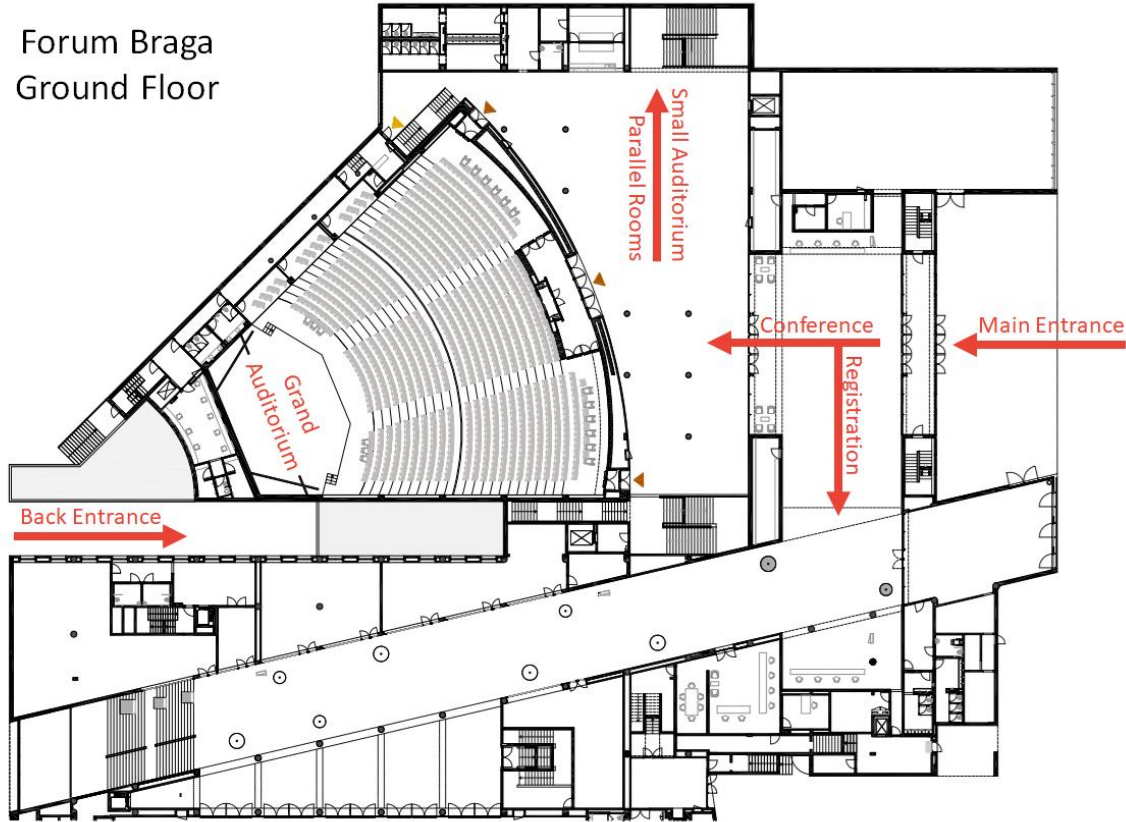 Forum Braga
Ground Floor
Small Auditorium
Parallel Rooms
Conference
Main Entrance
Registration
Grand
Auditorium
Back Entrance